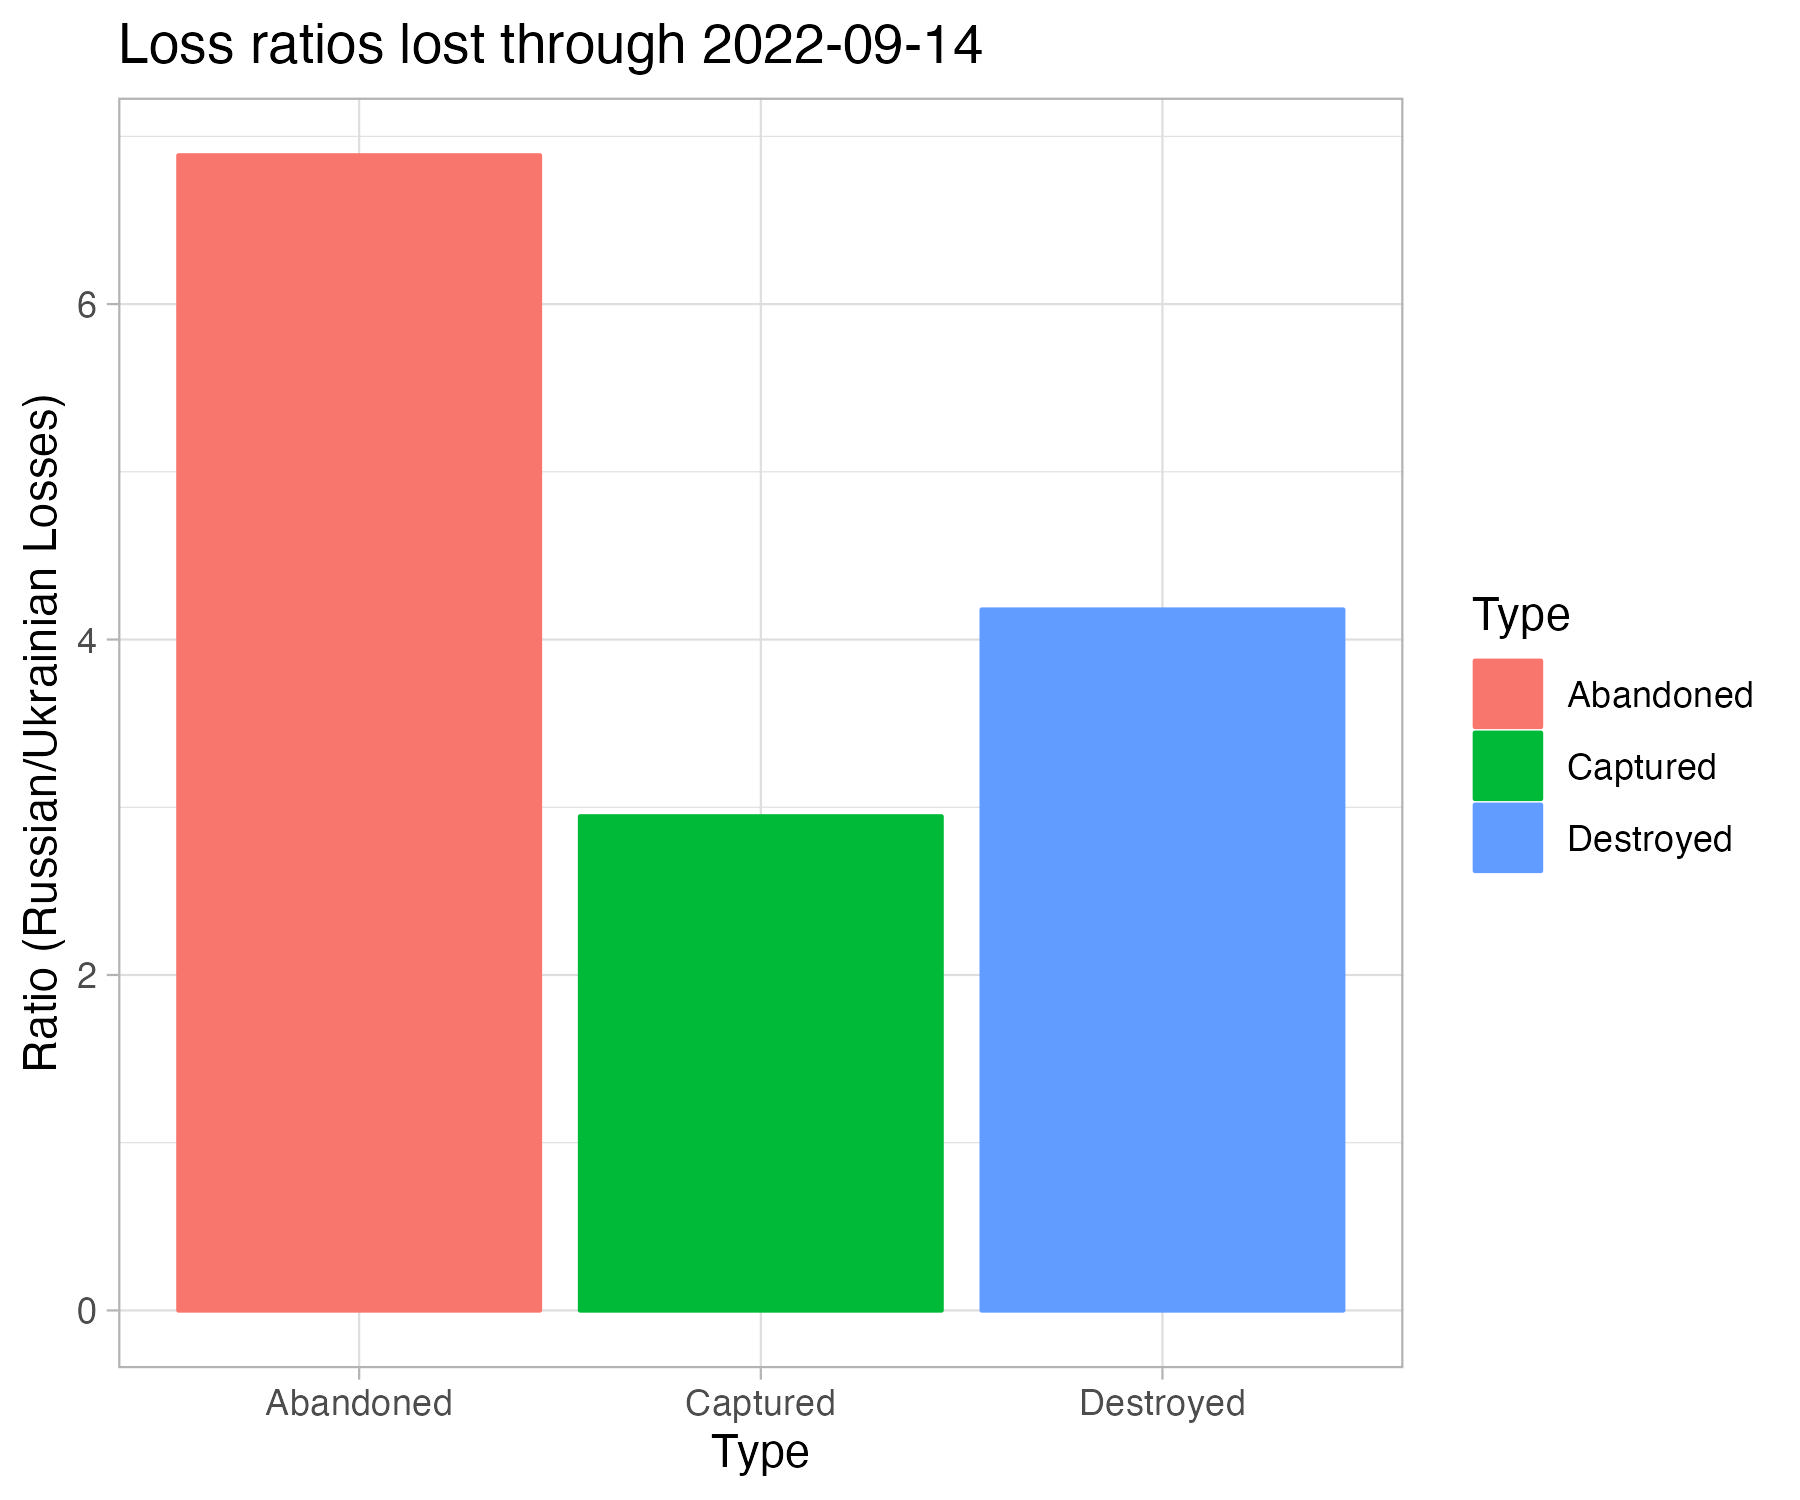 Loss ratios lost through 2022-09-14
Ratio (Russian/Ukrainian Losses)
6
4
2
0
Abandoned
Captured
Destroyed
Type
Type
Abandoned
Captured
Destroyed